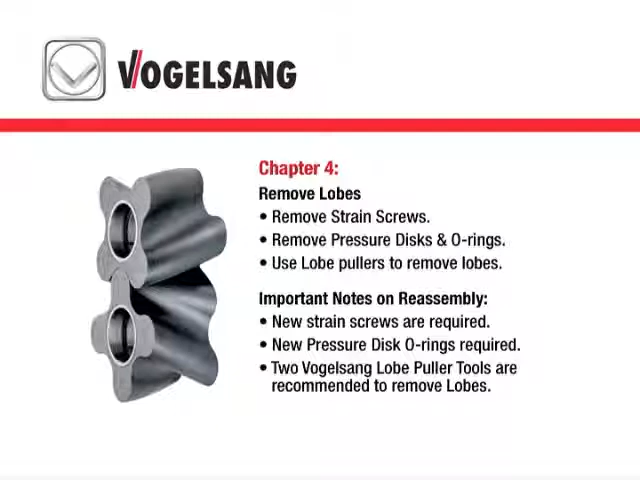 VOGELSANG
Chapter 4:
Remove Lobes
• Remove Strain Screws.
• Remove Pressure Disks & O-rings.
• Use Lobe pullers to remove lobes.
Important Notes on Reassembly:
• New strain screws are required.
• New Pressure Disk O-rings required.
• Two Vogelsang Lobe Puller Tools are
recommended to remove Lobes.